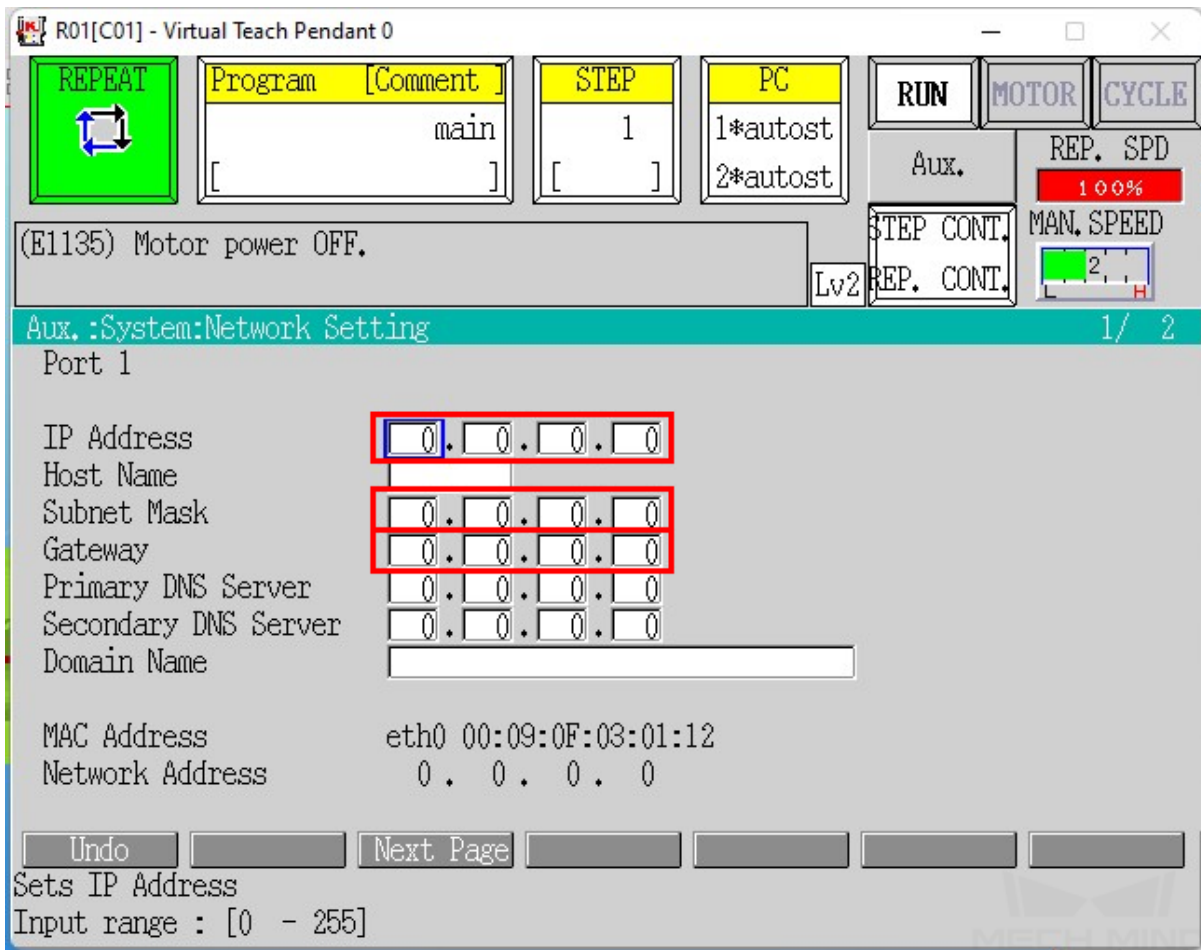 R01[C01] - Virtual Teach Pendant 0
REPEAT
Program [Comment ]
main
[ ]
STEP
1
[ ]
PC
1*autost
2*autost
RUN
MOTOR
CYCLE
Aux.
REP. SPD
100%
STEP CONT.
REP. CONT.
MAN.SPEED
2
L H
(E1135) Motor power OFF.
Lv2
Aux.:System:Network Setting 1/ 2
Port 1
IP Address 0. 0. 0. 0
Host Name
Subnet Mask 0. 0. 0. 0
Gateway 0. 0. 0. 0
Primary DNS Server 0. 0. 0. 0
Secondary DNS Server 0. 0. 0. 0
Domain Name
MAC Address eth0 00:09:0F:03:01:12
Network Address 0. 0. 0. 0
Undo Next Page
Sets IP Address
Input range : [0 - 255]
MECH MIND